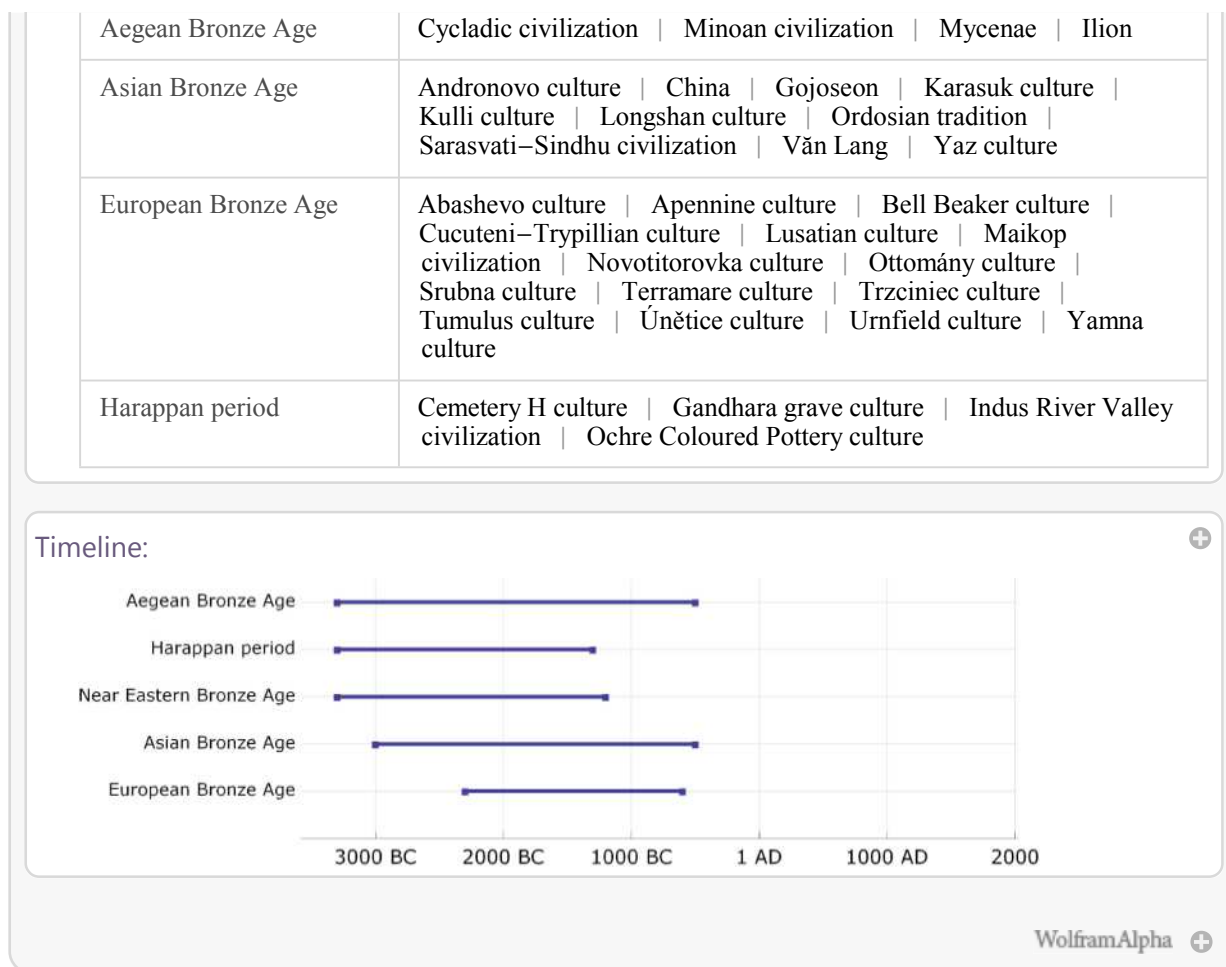 Aegean Bronze Age
Cycladic civilization | Minoan civilization | Mycenae | Ilion
Asian Bronze Age
Andronovo culture | China | Gojoseon | Karasuk culture |
Kulli culture | Longshan culture | Ordosian tradition |
Sarasvati−Sindhu civilization | Văn Lang | Yaz culture
European Bronze Age
Abashevo culture | Apennine culture | Bell Beaker culture |
Cucuteni−Trypillian culture | Lusatian culture | Maikop
civilization | Novotitorovka culture | Ottomány culture |
Srubna culture | Terramare culture | Trzciniec culture |
Tumulus culture | Únětice culture | Urnfield culture | Yamna
culture
Harappan period
Cemetery H culture | Gandhara grave culture | Indus River Valley
civilization | Ochre Coloured Pottery culture
Timeline:
Aegean Bronze Age
Harappan period
Near Eastern Bronze Age
Asian Bronze Age
European Bronze Age
3000 BC 2000 BC 1000 BC 1 AD 1000 AD 2000
WolframAlpha